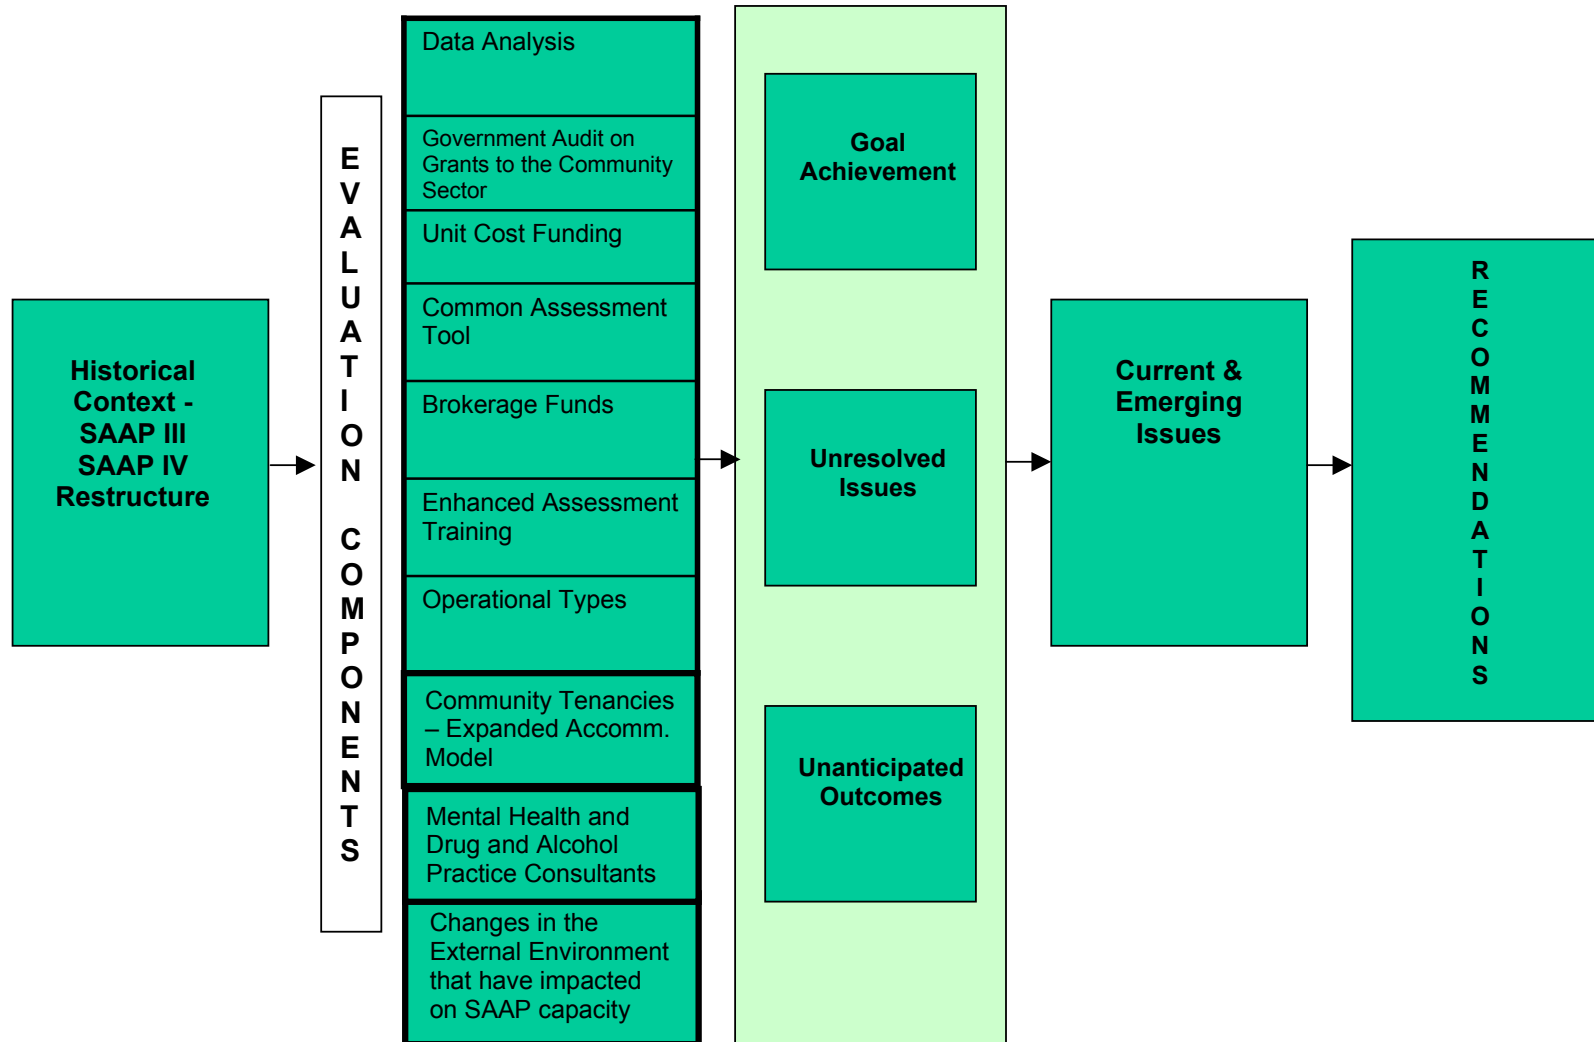 Historical
Context -
SAAP III
SAAP IV
Restructure
EVALUATION COMPONENTS
Data Analysis
Government Audit on
Grants to the Community
Sector
Unit Cost Funding
Common Assessment
Tool
Brokerage Funds
Enhanced Assessment
Training
Operational Types
Community Tenancies
– Expanded Accomm.
Model
Mental Health and
Drug and Alcohol
Practice Consultants
Changes in the
External Environment
that have impacted
on SAAP capacity
Goal
Achievement
Unresolved
Issues
Unanticipated
Outcomes
Current &
Emerging
Issues
RECOMMENDATIONS